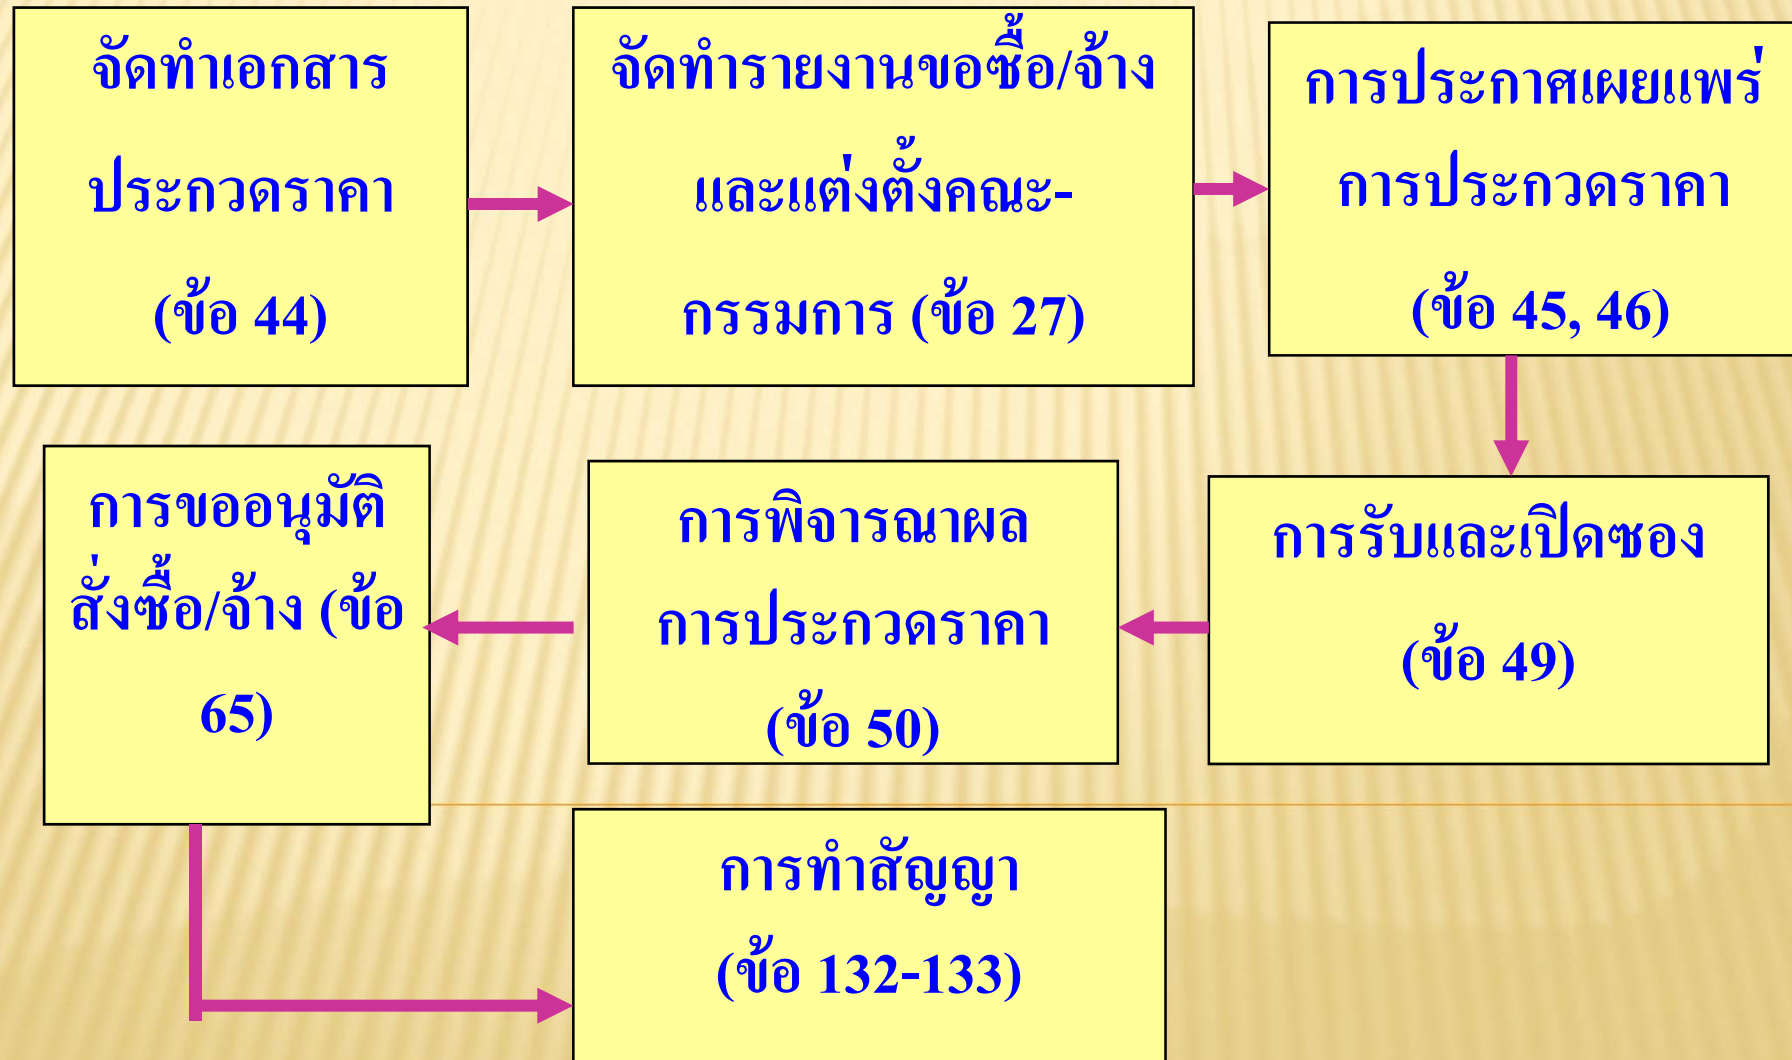 จัดทำเอกสาร
ประกวดราคา
(ข้อ 44)
จัดทำรายงานขอซื้อ/จ้าง
และแต่งตั้งคณะ-
กรรมการ (ข้อ 27)
การประกาศเผยแพร่
การประกวดราคา
(ข้อ 45, 46)
การรับและเปิดซอง
(ข้อ 49)
การพิจารณาผล
การประกวดราคา
(ข้อ 50)
การขออนุมัติ
สั่งซื้อ/จ้าง (ข้อ
65)
การทำสัญญา
(ข้อ 132-133)